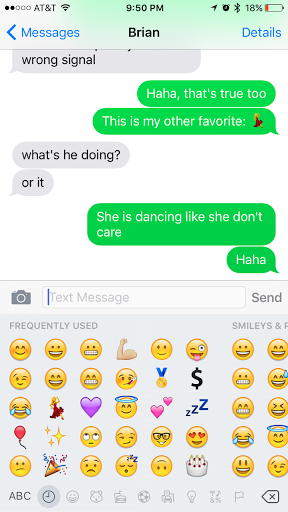 AT&T 9:50 PM 18%
Messages Brian Details
wrong signal
Haha, that's true too
This is my other favorite: 💃
what's he doing?
or it
She is dancing like she don't
care
Haha
Text Message Send
FREQUENTLY USED SMILEYS & P
ABC